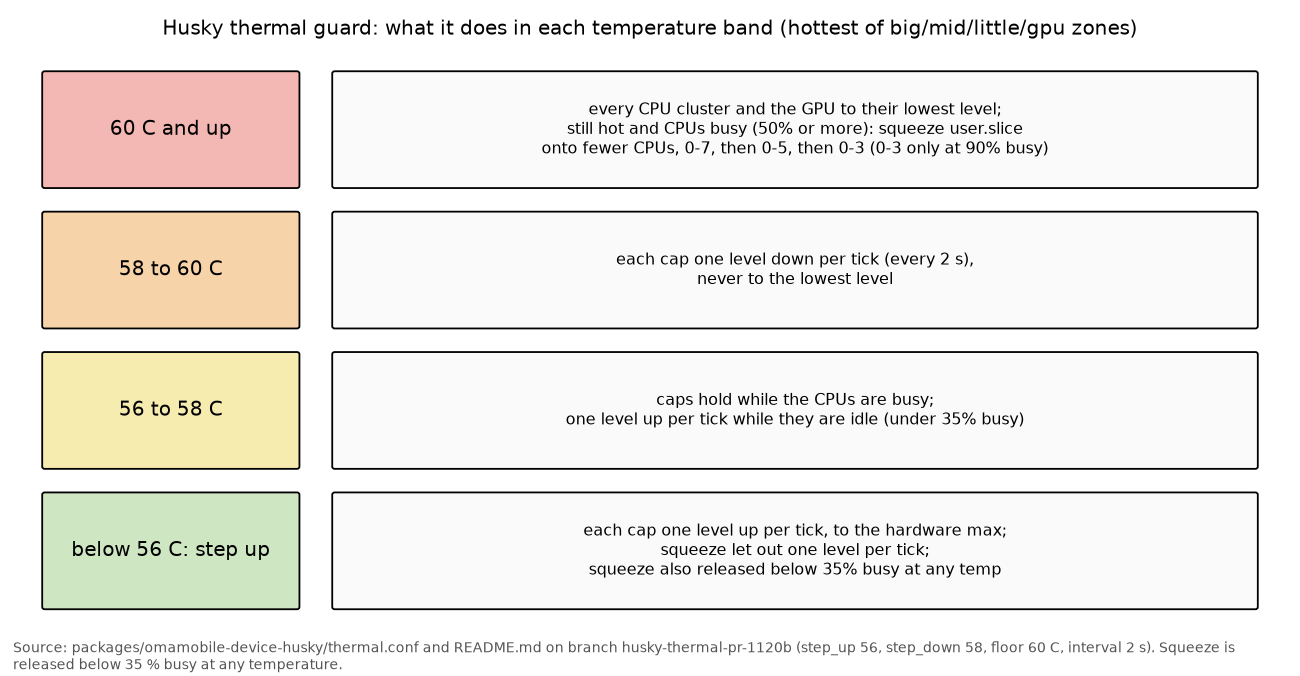 Husky thermal guard: what it does in each temperature band (hottest of big/mid/little/gpu zones)
60 C and up
every CPU cluster and the GPU to their lowest level;
still hot and CPUs busy (50% or more): squeeze user.slice
onto fewer CPUs, 0-7, then 0-5, then 0-3 (0-3 only at 90% busy)
58 to 60 C
each cap one level down per tick (every 2 s),
never to the lowest level
56 to 58 C
caps hold while the CPUs are busy;
one level up per tick while they are idle (under 35% busy)
below 56 C: step up
each cap one level up per tick, to the hardware max;
squeeze let out one level per tick;
squeeze also released below 35% busy at any temp
Source: packages/omamobile-device-husky/thermal.conf and README.md on branch husky-thermal-pr-1120b (step_up 56, step_down 58, floor 60 C, interval 2 s). Squeeze is
released below 35 % busy at any temperature.